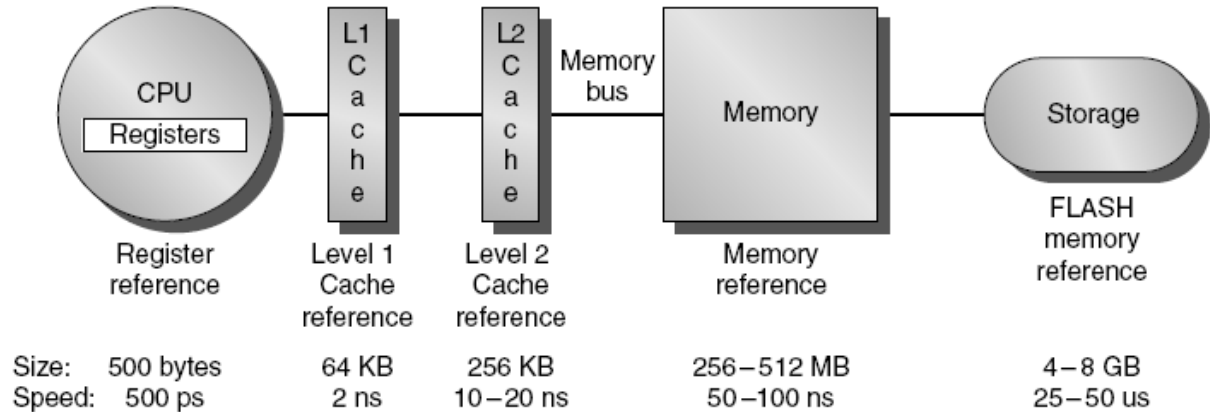 CPU
Registers
L1
C
a
c
h
e
L2
C
a
c
h
e
Memory
bus
Memory
Storage
Register
reference
Level 1
Cache
reference
Level 2
Cache
reference
Memory
reference
FLASH
memory
reference
Size: 500 bytes 64 KB 256 KB 256–512 MB 4–8 GB
Speed: 500 ps 2 ns 10–20 ns 50–100 ns 25–50 us